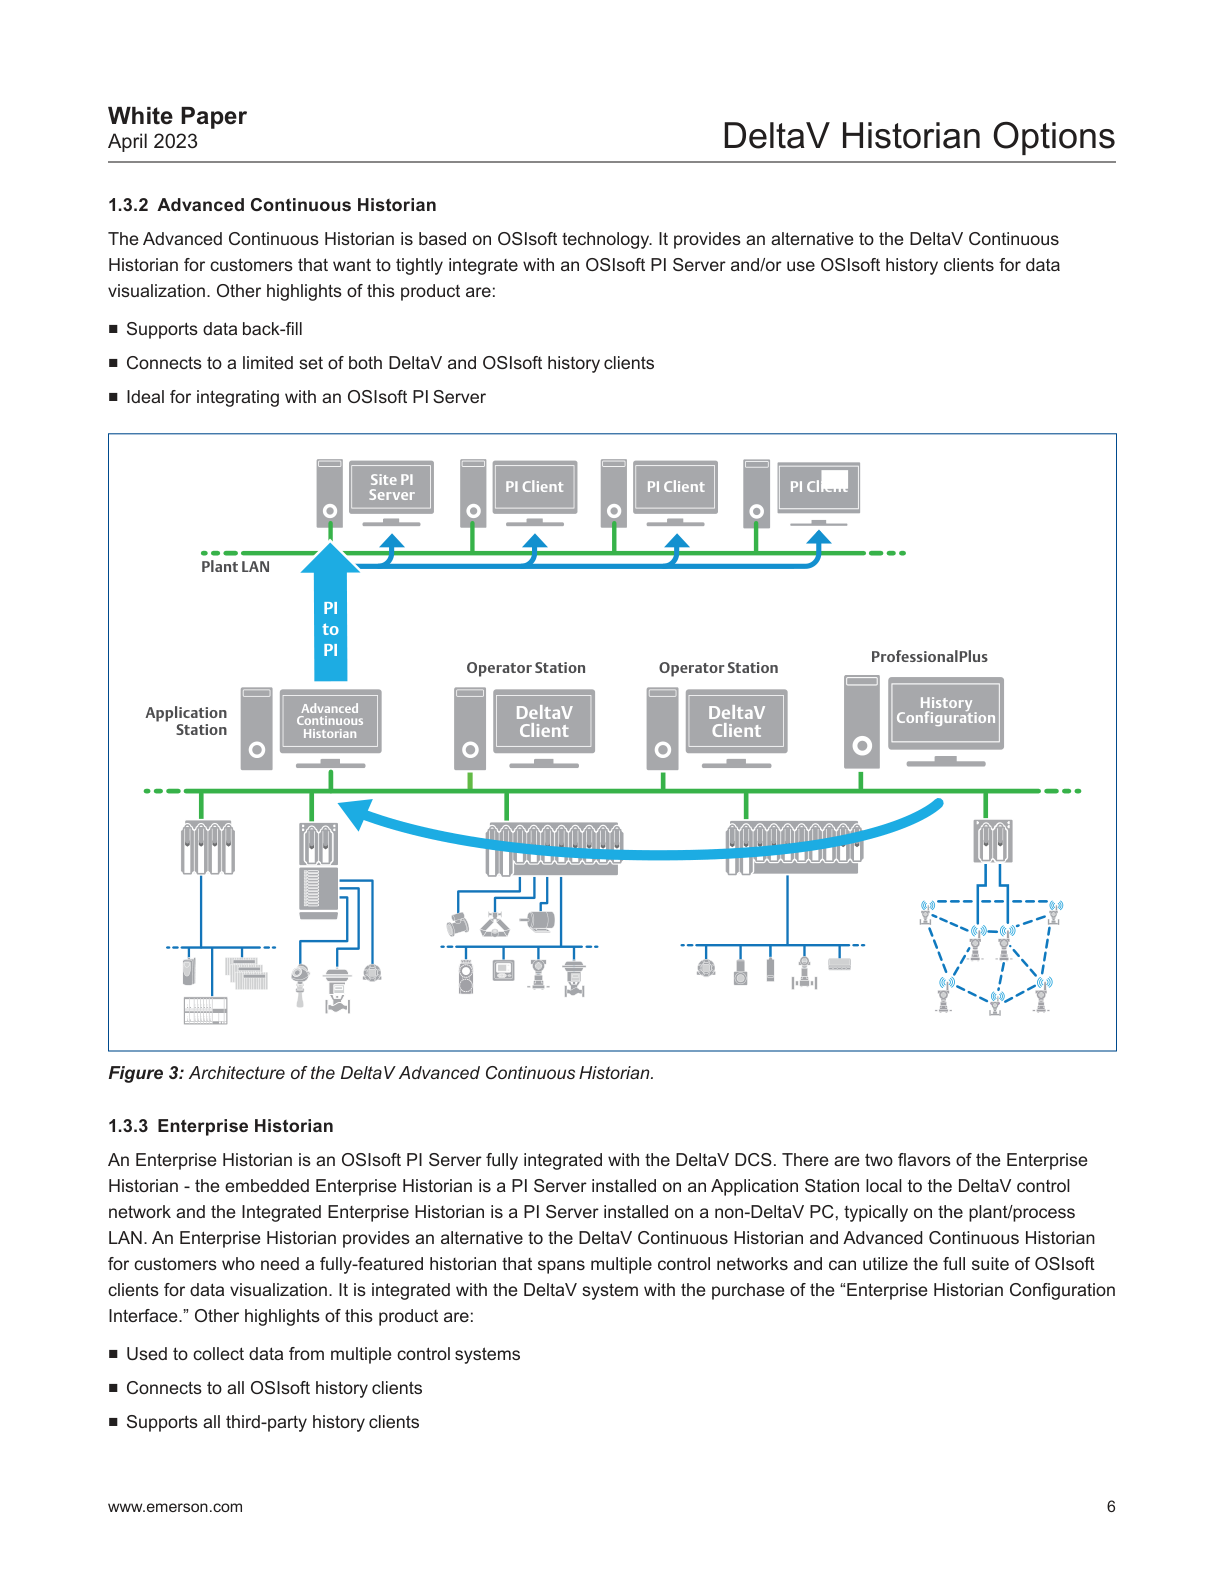 White Paper
April 2023
DeltaV Historian Options
1.3.2 Advanced Continuous Historian
The Advanced Continuous Historian is based on OSIsoft technology. It provides an alternative to the DeltaV Continuous
Historian for customers that want to tightly integrate with an OSIsoft PI Server and/or use OSIsoft history clients for data
visualization. Other highlights of this product are:
■ Supports data back-fill
■ Connects to a limited set of both DeltaV and OSIsoft history clients
■ Ideal for integrating with an OSIsoft PI Server
Site PI
Server
PI Client
PI Client
PI Client
Plant LAN
PI
to
PI
Operator Station
Operator Station
ProfessionalPlus
Application
Station
Advanced
Continuous
Historian
DeltaV
Client
DeltaV
Client
History
Configuration
Figure 3: Architecture of the DeltaV Advanced Continuous Historian.
1.3.3 Enterprise Historian
An Enterprise Historian is an OSIsoft PI Server fully integrated with the DeltaV DCS. There are two flavors of the Enterprise
Historian - the embedded Enterprise Historian is a PI Server installed on an Application Station local to the DeltaV control
network and the Integrated Enterprise Historian is a PI Server installed on a non-DeltaV PC, typically on the plant/process
LAN. An Enterprise Historian provides an alternative to the DeltaV Continuous Historian and Advanced Continuous Historian
for customers who need a fully-featured historian that spans multiple control networks and can utilize the full suite of OSIsoft
clients for data visualization. It is integrated with the DeltaV system with the purchase of the “Enterprise Historian Configuration
Interface.” Other highlights of this product are:
■ Used to collect data from multiple control systems
■ Connects to all OSIsoft history clients
■ Supports all third-party history clients
www.emerson.com
6